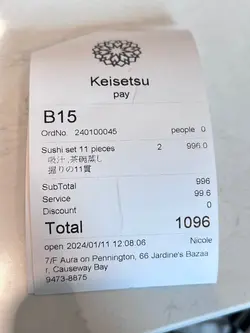 Keisetsu
pay
B15
OrdNo. 240100045 people 0
Sushi set 11 pieces 2 996.0
吸汁、茶碗蒸し
握りの11貫
SubTotal 996
Service 99.6
Discount 0
Total 1096
open 2024/01/11 12:08:06 Nicole
7/F Aura on Pennington, 66 Jardine's Bazaa
r, Causeway Bay
9473-8875